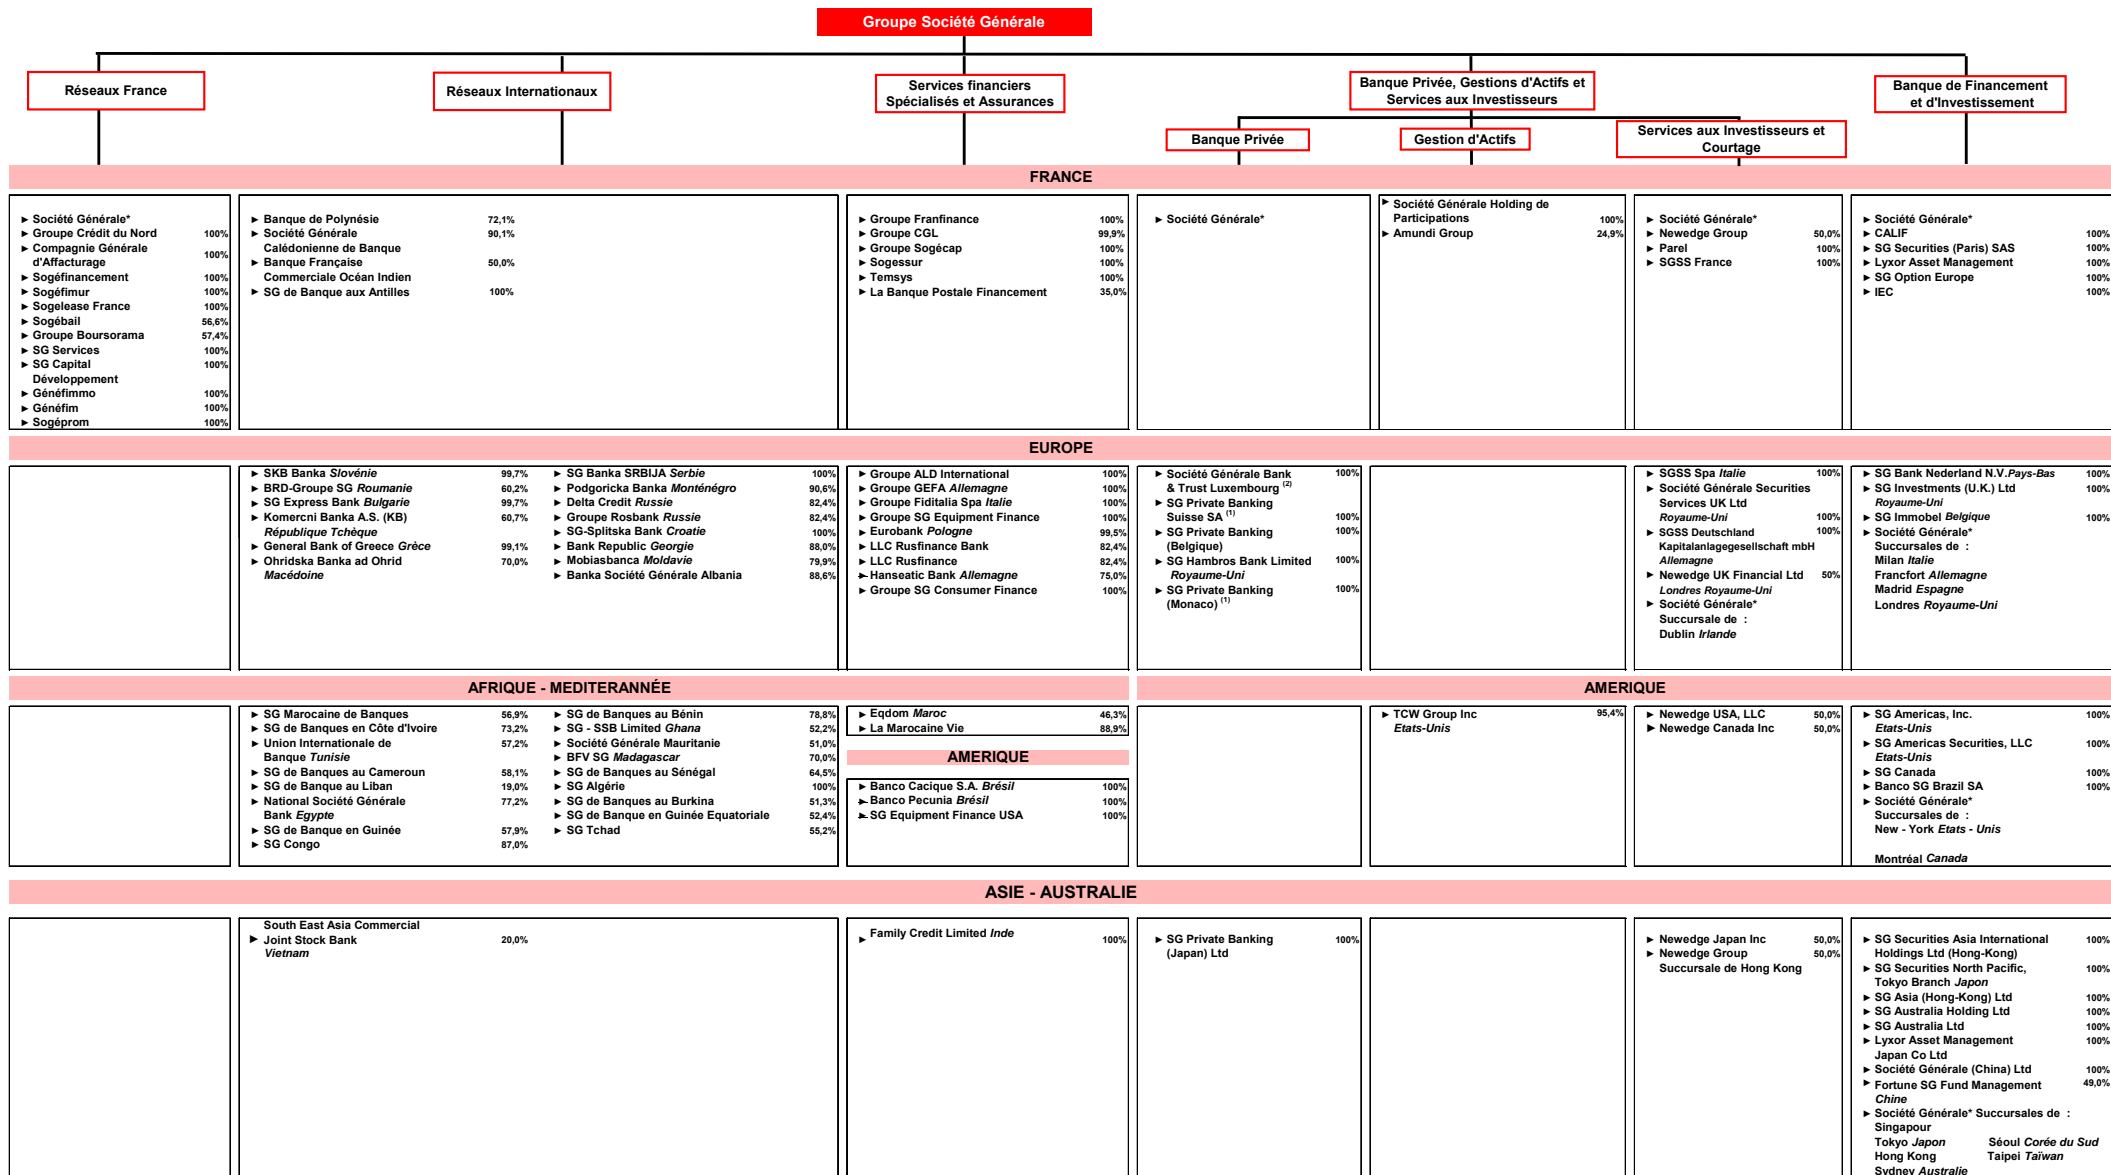 Groupe Société Générale
Réseaux France
Réseaux Internationaux
Services financiers
Spécialisés et Assurances
Banque Privée, Gestions d'Actifs et
Services aux Investisseurs
Banque de Financement
et d'Investissement
Banque Privée
Gestion d'Actifs
Services aux Investisseurs et
Courtage
FRANCE
► Société Générale*
► Groupe Crédit du Nord 100%
► Compagnie Générale
d'Affacturage 100%
► Sogéfinancement 100%
► Sogéfimur 100%
► Sogelease France 100%
► Sogébail 56,6%
► Groupe Boursorama 57,4%
► SG Services 100%
► SG Capital 100%
Développement
► Généfimmo 100%
► Généfim 100%
► Sogéprom 100%
► Banque de Polynésie 72,1%
► Société Générale 90,1%
Calédonienne de Banque
► Banque Française 50,0%
Commerciale Océan Indien
► SG de Banque aux Antilles 100%
► Groupe Franfinance 100%
► Groupe CGL 99,9%
► Groupe Sogécap 100%
► Sogessur 100%
► Temsys 100%
► La Banque Postale Financement 35,0%
► Société Générale*
► Société Générale Holding de
Participations 100%
► Amundi Group 24,9%
► Société Générale*
► Newedge Group 50,0%
► Parel 100%
► SGSS France 100%
► Société Générale*
► CALIF 100%
► SG Securities (Paris) SAS 100%
► Lyxor Asset Management 100%
► SG Option Europe 100%
► IEC 100%
EUROPE
► SKB Banka Slovénie 99,7%
► BRD-Groupe SG Roumanie 60,2%
► SG Express Bank Bulgarie 99,7%
► Komercni Banka A.S. (KB) 60,7%
République Tchèque
► General Bank of Greece Grèce 99,1%
► Ohridska Banka ad Ohrid 70,0%
Macédoine
► SG Banka SRBIJA Serbie 100%
► Podgoricka Banka Monténégro 90,6%
► Delta Credit Russie 82,4%
► Groupe Rosbank Russie 82,4%
► SG-Splitska Bank Croatie 100%
► Bank Republic Georgie 88,0%
► Mobiasbanca Moldavie 79,9%
► Banka Société Générale Albania 88,6%
► Groupe ALD International 100%
► Groupe GEFA Allemagne 100%
► Groupe Fiditalia Spa Italie 100%
► Groupe SG Equipment Finance 100%
► Eurobank Pologne 99,5%
► LLC Rusfinance Bank 82,4%
► LLC Rusfinance 82,4%
► Hanseatic Bank Allemagne 75,0%
► Groupe SG Consumer Finance 100%
► Société Générale Bank 100%
& Trust Luxembourg (2)
► SG Private Banking
Suisse SA (1) 100%
► SG Private Banking 100%
(Belgique)
► SG Hambros Bank Limited 100%
Royaume-Uni
► SG Private Banking 100%
(Monaco) (1)
► SGSS Spa Italie 100%
► Société Générale Securities
Services UK Ltd
Royaume-Uni 100%
► SGSS Deutschland 100%
Kapitalanlagegesellschaft mbH
Allemagne
► Newedge UK Financial Ltd 50%
Londres Royaume-Uni
► Société Générale*
Succursale de :
Dublin Irlande
► SG Bank Nederland N.V.Pays-Bas 100%
► SG Investments (U.K.) Ltd 100%
Royaume-Uni
► SG Immobel Belgique 100%
► Société Générale*
Succursales de :
Milan Italie
Francfort Allemagne
Madrid Espagne
Londres Royaume-Uni
AFRIQUE - MEDITERANNÉE
AMERIQUE
► SG Marocaine de Banques 56,9%
► SG de Banques en Côte d'Ivoire 73,2%
► Union Internationale de 57,2%
Banque Tunisie
► SG de Banques au Cameroun 58,1%
► SG de Banque au Liban 19,0%
► National Société Générale 77,2%
Bank Egypte
► SG de Banque en Guinée 57,9%
► SG Congo 87,0%
► SG de Banques au Bénin 78,8%
► SG - SSB Limited Ghana 52,2%
► Société Générale Mauritanie 51,0%
► BFV SG Madagascar 70,0%
► SG de Banques au Sénégal 64,5%
► SG Algérie 100%
► SG de Banques au Burkina 51,3%
► SG de Banque en Guinée Equatoriale 52,4%
► SG Tchad 55,2%
► Eqdom Maroc 46,3%
► La Marocaine Vie 88,9%
AMERIQUE
► Banco Cacique S.A. Brésil 100%
► Banco Pecunia Brésil 100%
► SG Equipment Finance USA 100%
► TCW Group Inc 95,4%
Etats-Unis
► Newedge USA, LLC 50,0%
► Newedge Canada Inc 50,0%
► SG Americas, Inc. 100%
Etats-Unis
► SG Americas Securities, LLC 100%
Etats-Unis
► SG Canada 100%
► Banco SG Brazil SA 100%
► Société Générale*
Succursales de :
New - York Etats - Unis
Montréal Canada
ASIE - AUSTRALIE
South East Asia Commercial
► Joint Stock Bank 20,0%
Vietnam
► Family Credit Limited Inde 100%
► SG Private Banking 100%
(Japan) Ltd
► Newedge Japan Inc 50,0%
► Newedge Group 50,0%
Succursale de Hong Kong
► SG Securities Asia International 100%
Holdings Ltd (Hong-Kong)
► SG Securities North Pacific, 100%
Tokyo Branch Japon
► SG Asia (Hong-Kong) Ltd 100%
► SG Australia Holding Ltd 100%
► SG Australia Ltd 100%
► Lyxor Asset Management 100%
Japan Co Ltd
► Société Générale (China) Ltd 100%
► Fortune SG Fund Management 49,0%
Chine
► Société Générale* Succursales de :
Singapour
Tokyo Japon Séoul Corée du Sud
Hong Kong Taipei Taïwan
Sydney Australie